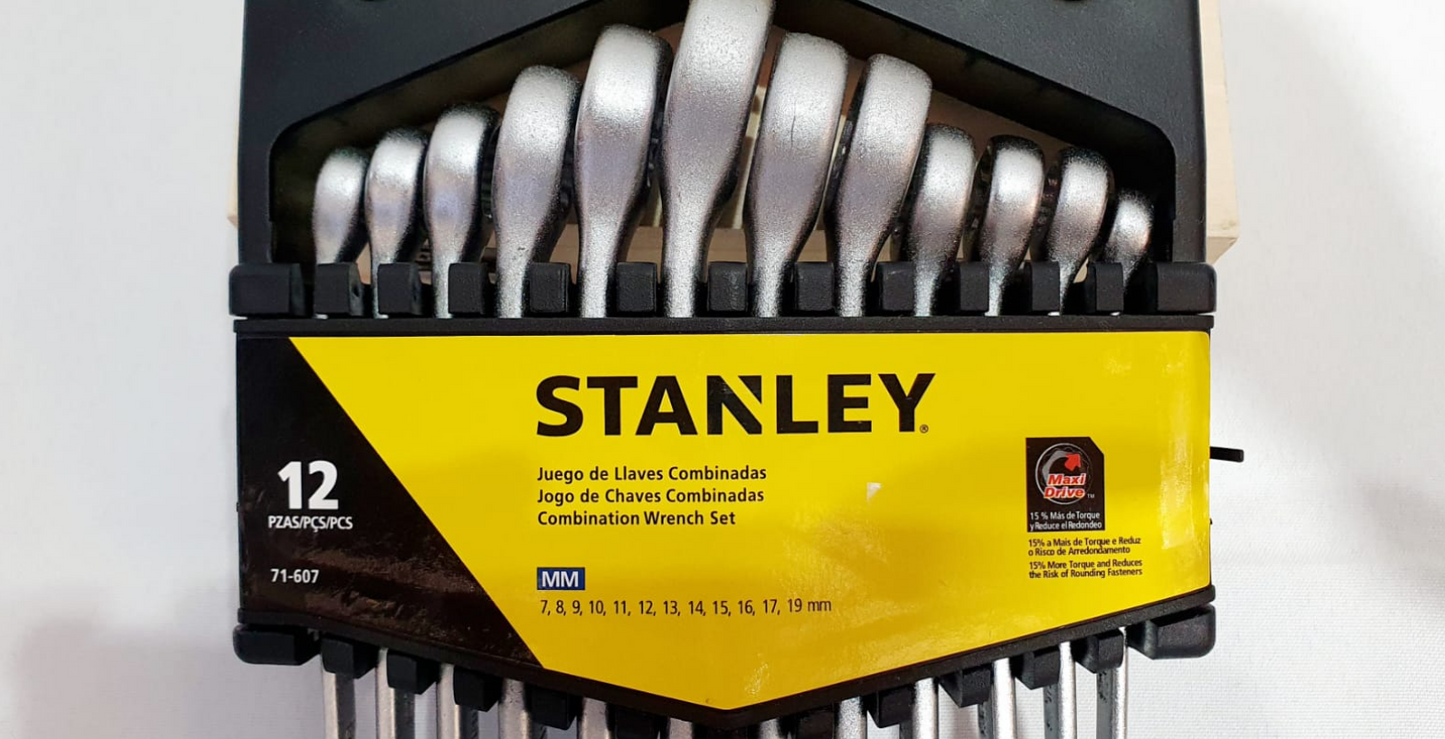 STANLEY®
12
PZAS/PÇS/PCS
71-607
Juego de Llaves Combinadas
Jogo de Chaves Combinadas
Combination Wrench Set
MM
7, 8, 9, 10, 11, 12, 13, 14, 15, 16, 17, 19 mm
Maxi
Drive™
15 % Más de Torque
y Reduce el Redondeo
15% a Mais de Torque e Reduz
o Risco de Arredondamento
15% More Torque and Reduces
the Risk of Rounding Fasteners